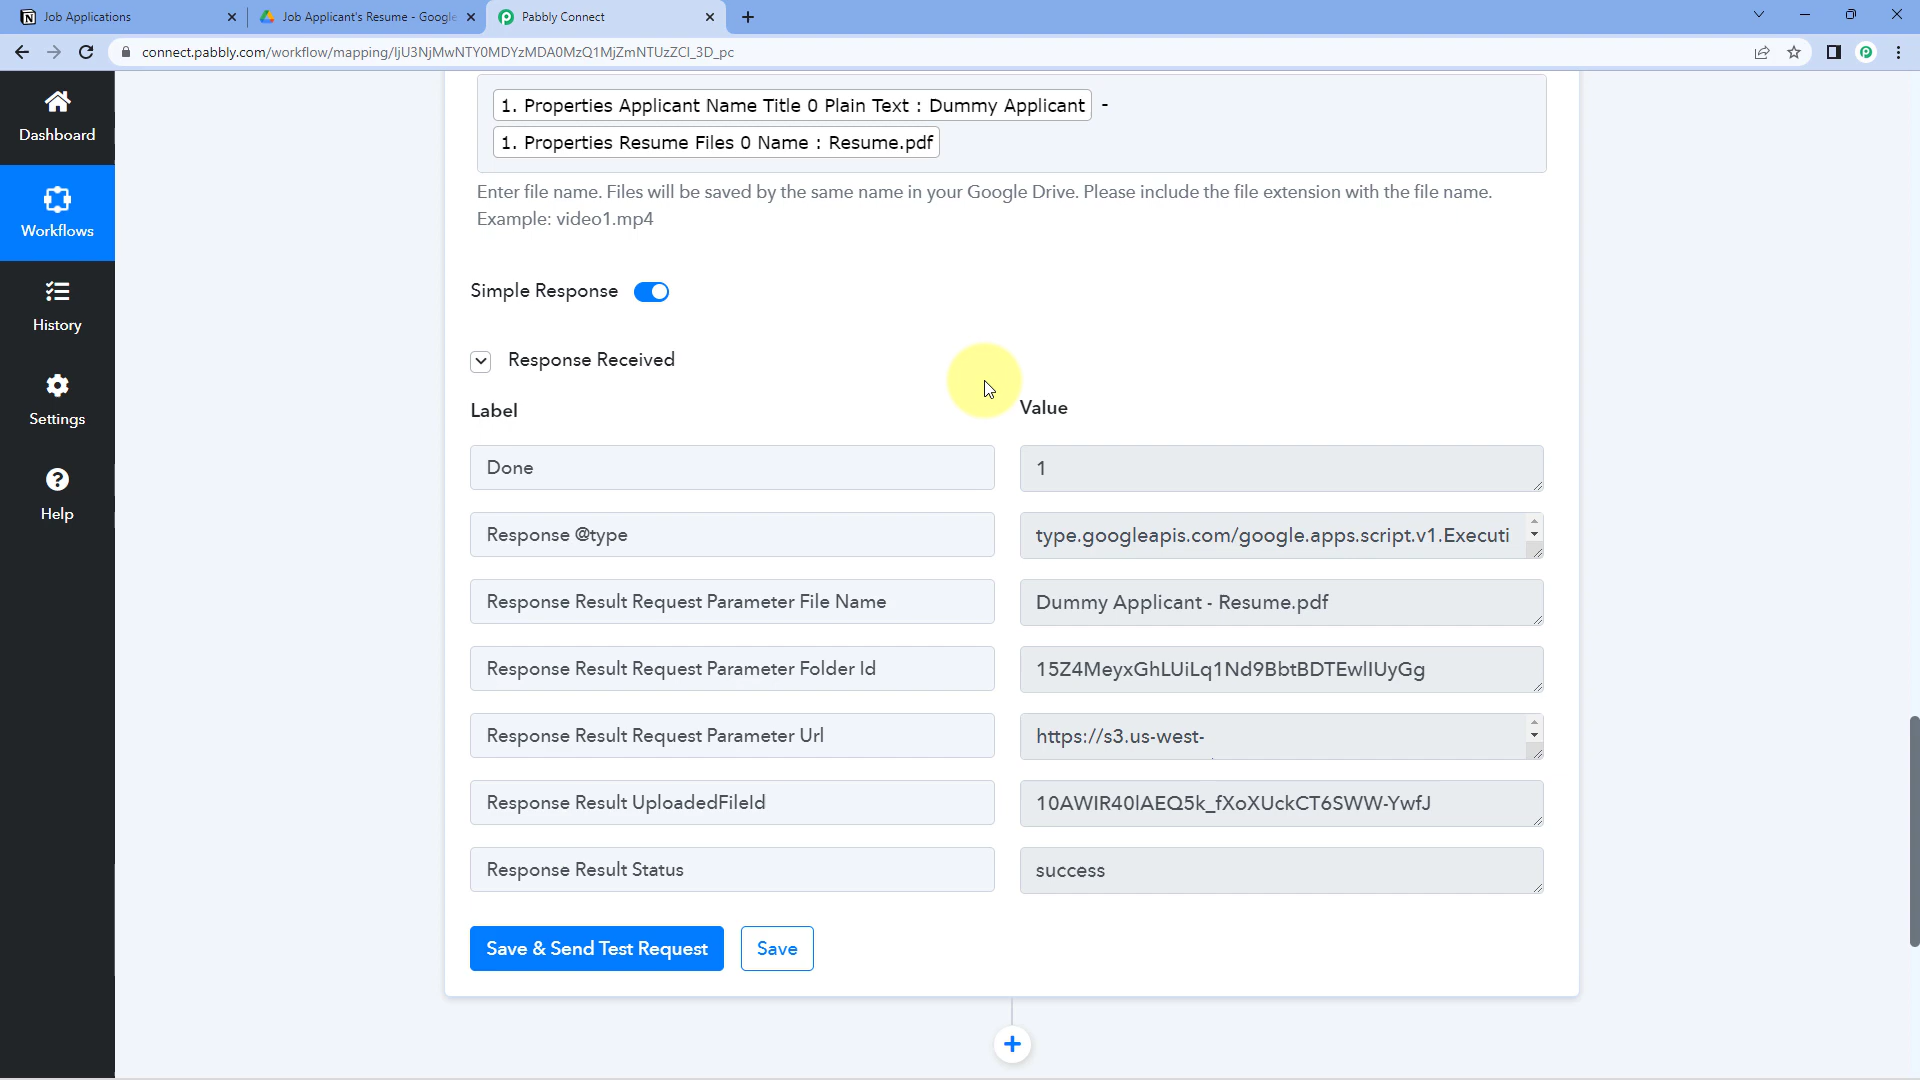 Job Applications
Job Applicant's Resume - Google
Pabbly Connect
connect.pabbly.com/workflow/mapping/IjU3NjMwNTY0MDYzMDA0MzQ1MjZmNTUzZCI_3D_pc
Dashboard
Workflows
History
Settings
Help
1. Properties Applicant Name Title 0 Plain Text : Dummy Applicant -
1. Properties Resume Files 0 Name : Resume.pdf
Enter file name. Files will be saved by the same name in your Google Drive. Please include the file extension with the file name.
Example: video1.mp4
Simple Response
Response Received
Label Value
Done 1
Response @type type.googleapis.com/google.apps.script.v1.Executi
Response Result Request Parameter File Name Dummy Applicant - Resume.pdf
Response Result Request Parameter Folder Id 15Z4MeyxGhLUiLq1Nd9BbtBDTEwlIUyGg
Response Result Request Parameter Url https://s3.us-west-
Response Result UploadedFileId 10AWIR40lAEQ5k_fXoXUckCT6SWW-YwfJ
Response Result Status success
Save & Send Test Request Save